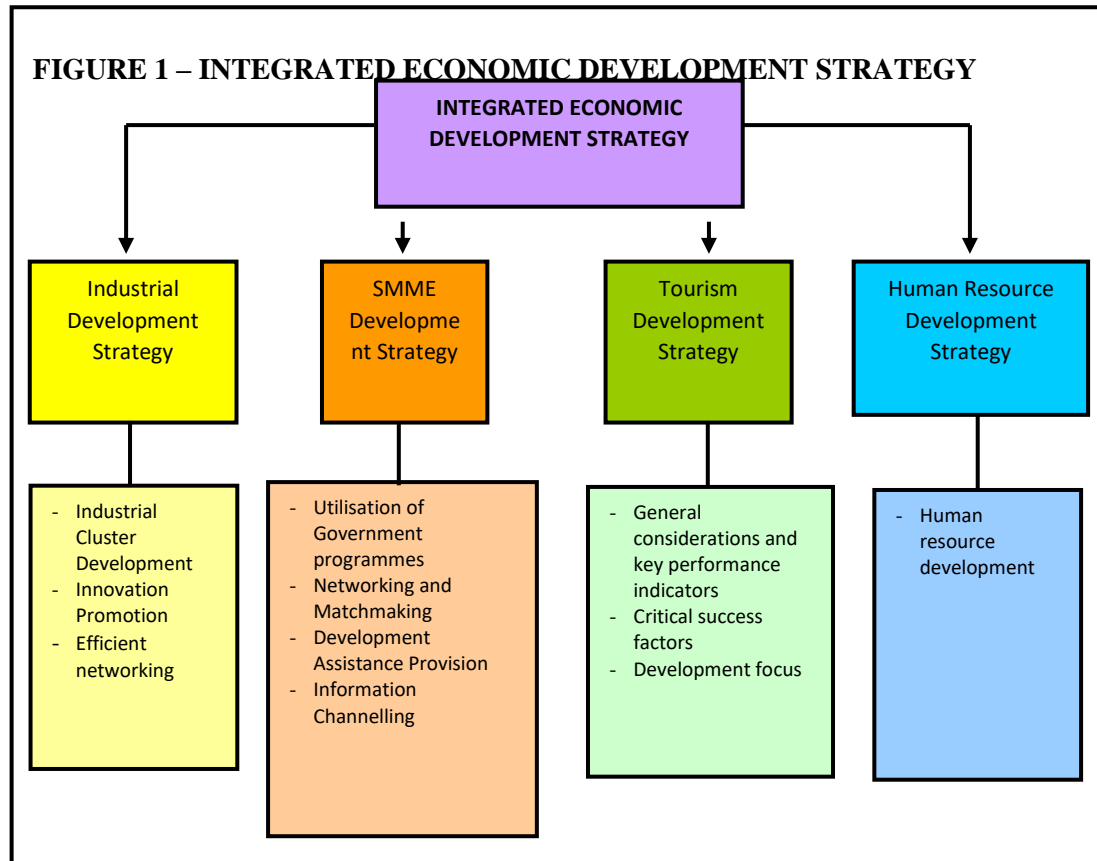 FIGURE 1 – INTEGRATED ECONOMIC DEVELOPMENT STRATEGY
INTEGRATED ECONOMIC
DEVELOPMENT STRATEGY
Industrial
Development
Strategy
SMME
Developme
nt Strategy
Tourism
Development
Strategy
Human Resource
Development
Strategy
- Industrial
Cluster
Development
- Innovation
Promotion
- Efficient
networking
- Utilisation of
Government
programmes
- Networking and
Matchmaking
- Development
Assistance Provision
- Information
Channelling
- General
considerations and
key performance
indicators
- Critical success
factors
- Development focus
- Human
resource
development